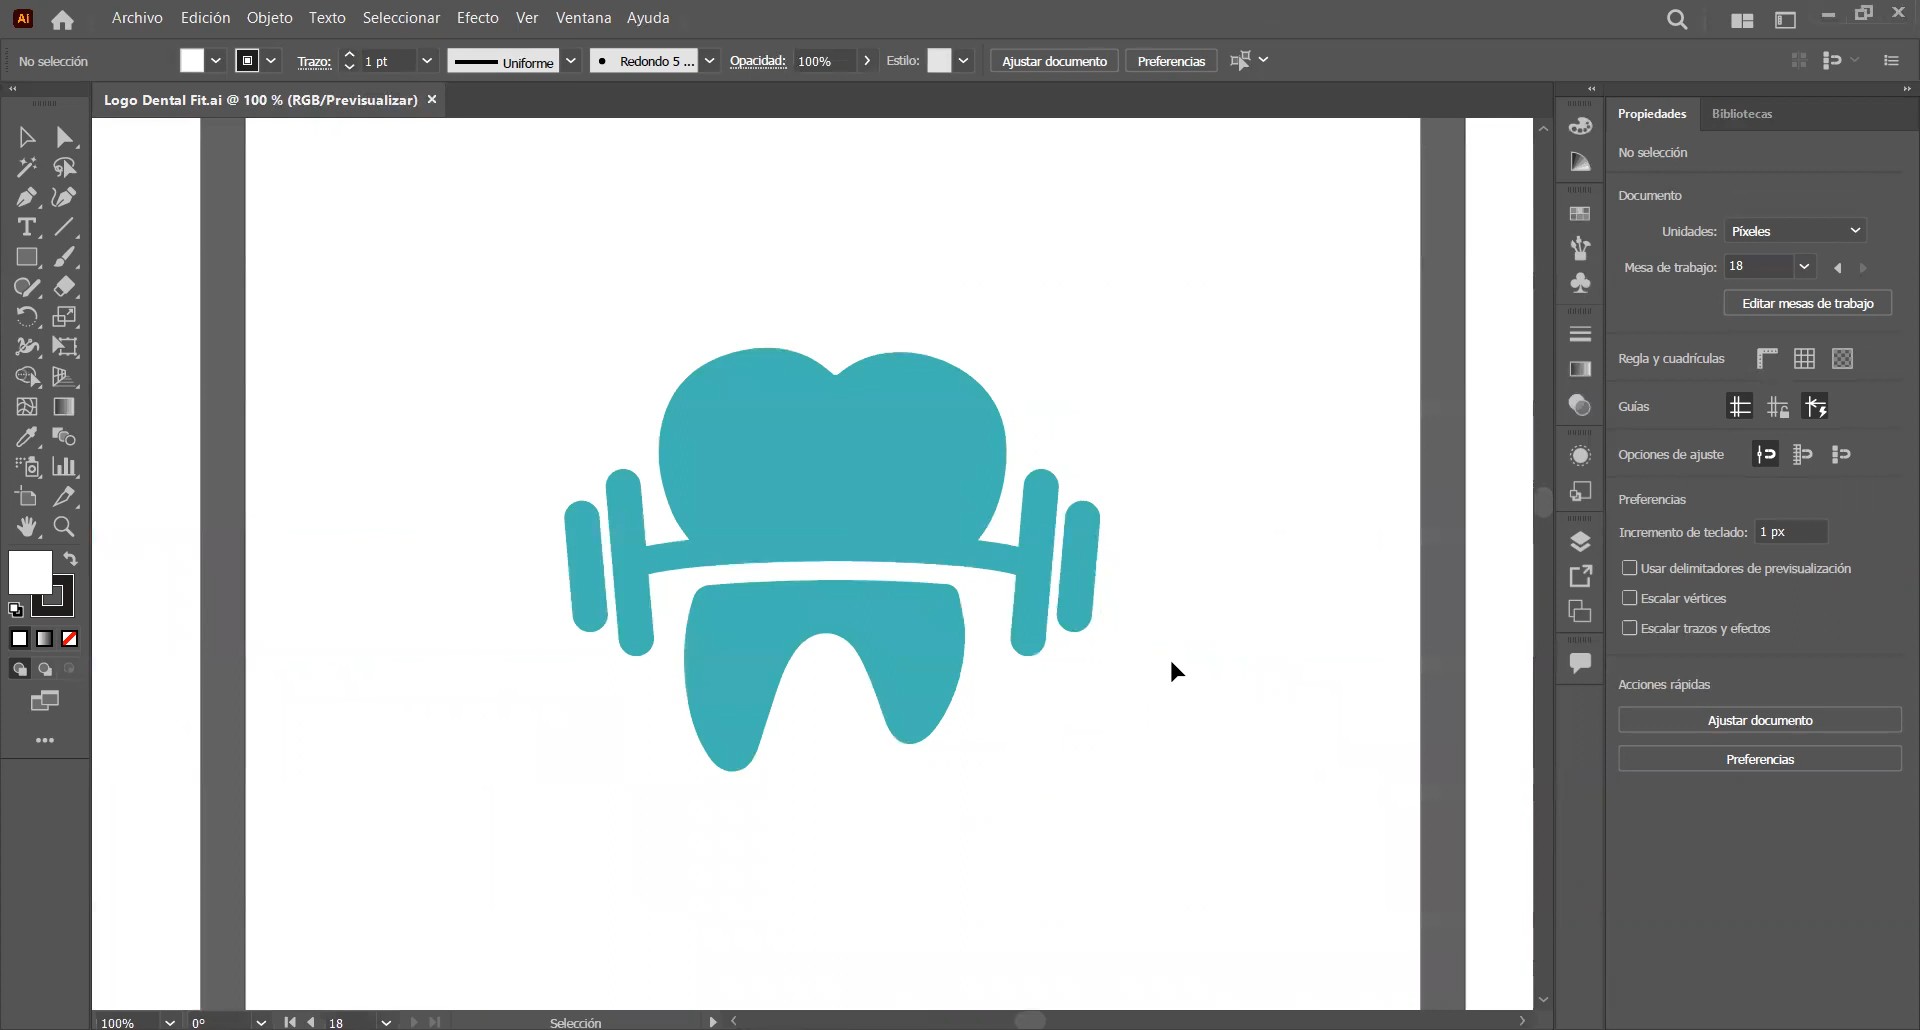 Ai Archivo Edición Objeto Texto Seleccionar Efecto Ver Ventana Ayuda
No selección Trazo: 1 pt Uniforme Redondo 5 ... Opacidad: 100% Estilo: Ajustar documento Preferencias
Logo Dental Fit.ai @ 100 % (RGB/Previsualizar)
Propiedades Bibliotecas
No selección
Documento
Unidades: Píxeles
Mesa de trabajo: 18
Editar mesas de trabajo
Regla y cuadrículas
Guías
Opciones de ajuste
Preferencias
Incremento de teclado: 1 px
Usar delimitadores de previsualización
Escalar vértices
Escalar trazos y efectos
Acciones rápidas
Ajustar documento
Preferencias
100% 0° 18 Selección